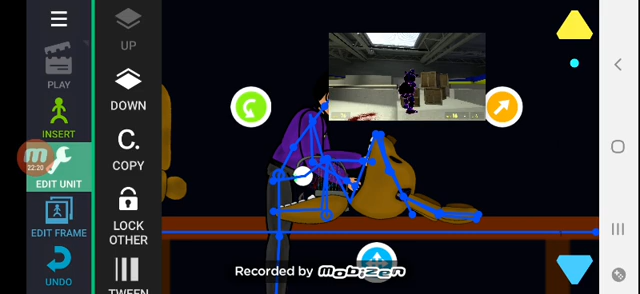 UP
PLAY
DOWN
INSERT
C.
COPY
22:20
EDIT UNIT
LOCK
OTHER
EDIT FRAME
UNDO
TWEEN
Recorded by Mobizen